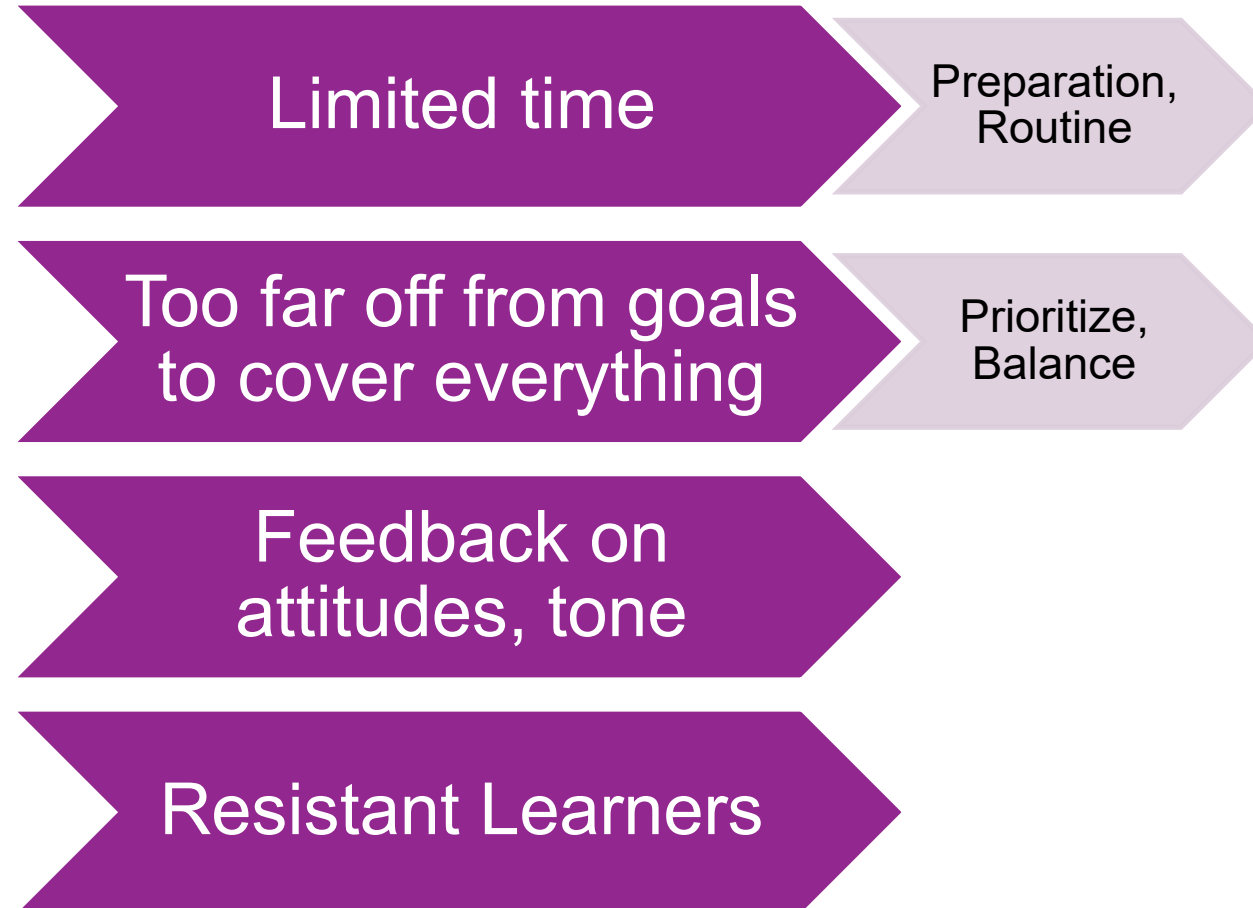 Limited time
Preparation,
Routine
Too far off from goals
to cover everything
Prioritize,
Balance
Feedback on
attitudes, tone
Resistant Learners